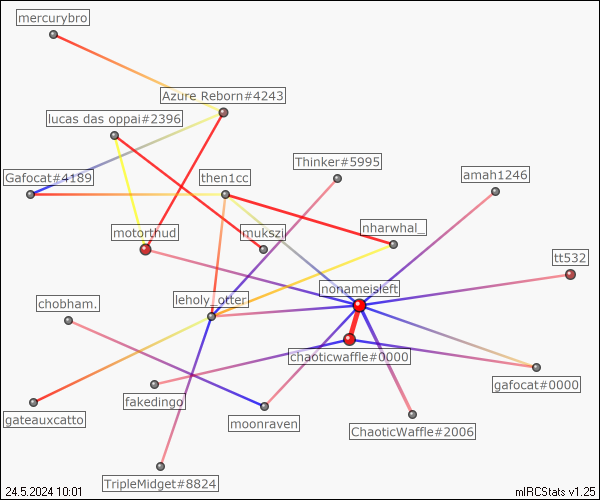 mercurybro
Azure Reborn#4243
lucas das oppai#2396
Thinker#5995
amah1246
Gafocat#4189
then1cc
motorthud
mukszi
nharwhal_
tt532
nonameisleft
chobham.
leholy_otter
chaoticwaffle#0000
gafocat#0000
fakedingo
gateauxcatto
moonraven
ChaoticWaffle#2006
TripleMidget#8824
24.5.2024 10:01
mIRCStats v1.25